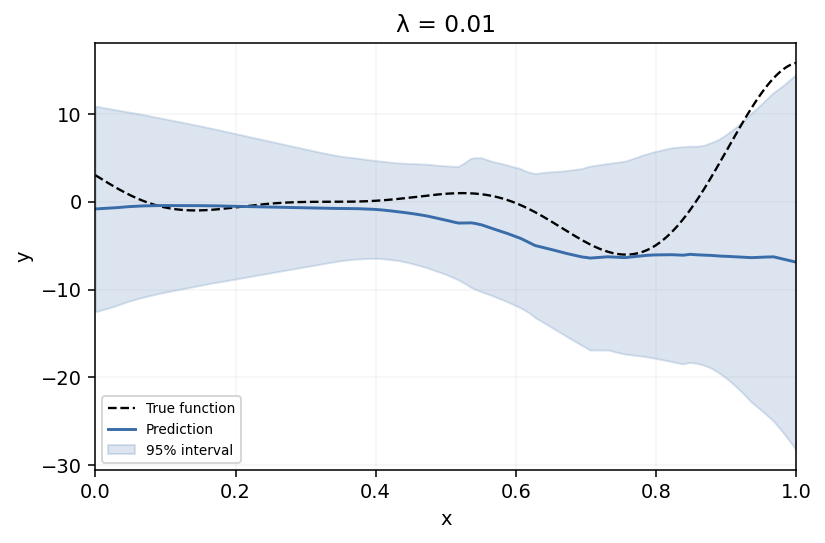 λ = 0.01
10
0
−10
−20
−30
y
True function
Prediction
95% interval
0.0 0.2 0.4 0.6 0.8 1.0
x